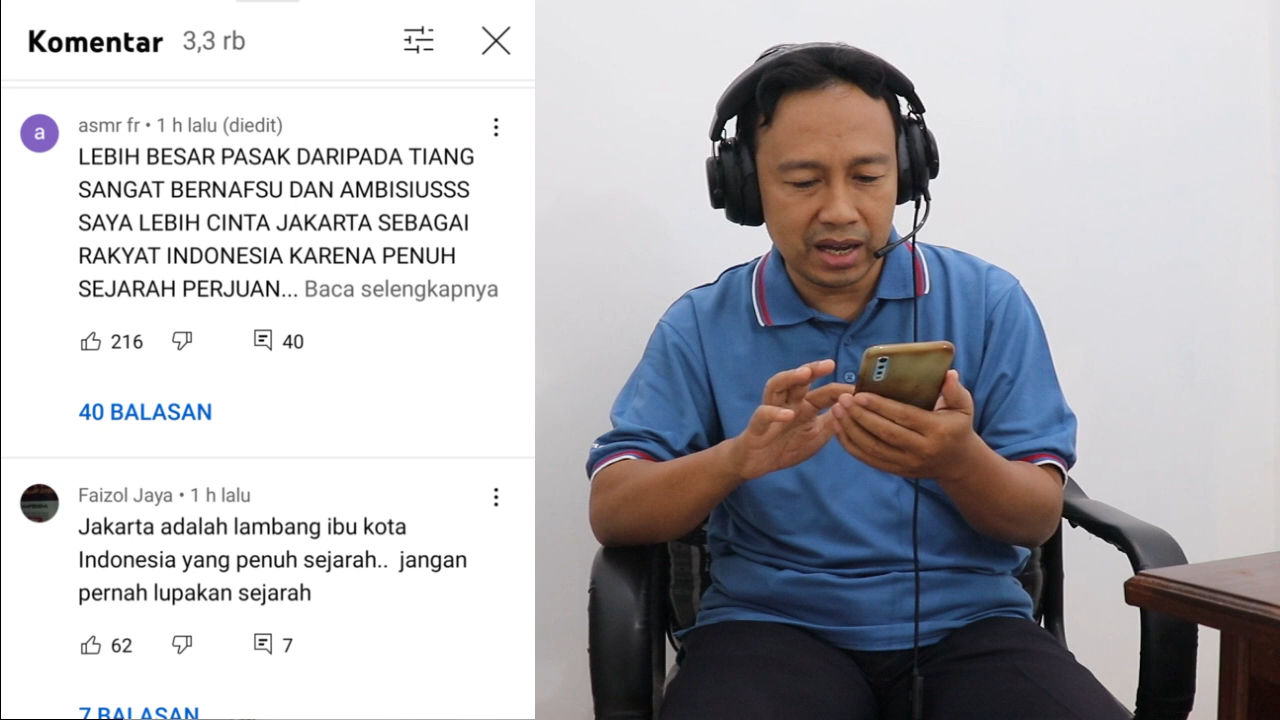 Komentar 3,3 rb
a
asmr fr • 1 h lalu (diedit)
LEBIH BESAR PASAK DARIPADA TIANG
SANGAT BERNAFSU DAN AMBISIUSSS
SAYA LEBIH CINTA JAKARTA SEBAGAI
RAKYAT INDONESIA KARENA PENUH
SEJARAH PERJUAN... Baca selengkapnya
216 40
40 BALASAN
Faizol Jaya • 1 h lalu
Jakarta adalah lambang ibu kota
Indonesia yang penuh sejarah.. jangan
pernah lupakan sejarah
62 7
7 BALASAN